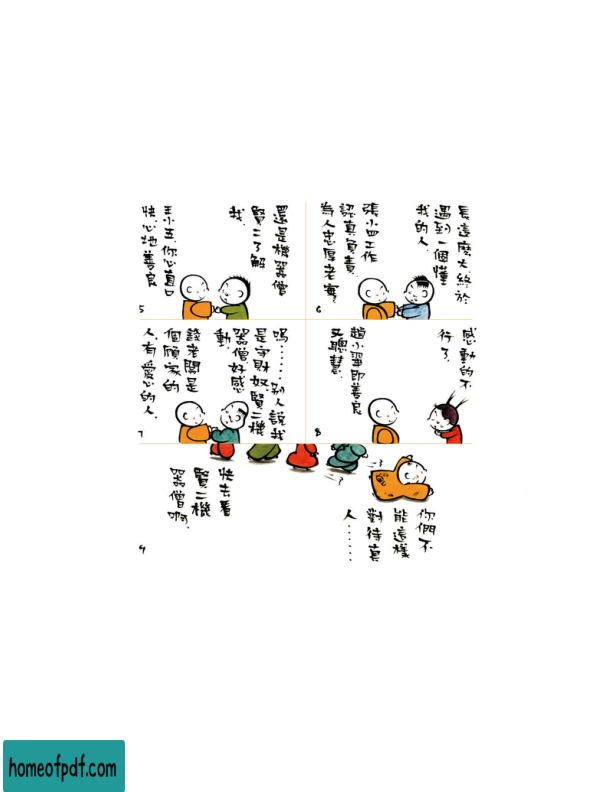 還是機器僧
賢二了解
我.
王小五.你心直口
快.心地善良
5
長這麼大.終於
遇到一個懂
我的人.
張小四工作
認真負責.
為人忠厚老實?
6
嗚……別人說我
是守財奴.賢二機
器僧.好感
動.
錢老闆是
個顧家的
人.有愛心的人.
7
感動的不
行了.
趙小翠即善良
又聰慧.
8
快去看
賢二機
器僧啊.
你們不
能這樣
對待真
人……
9
homeofpdf.com